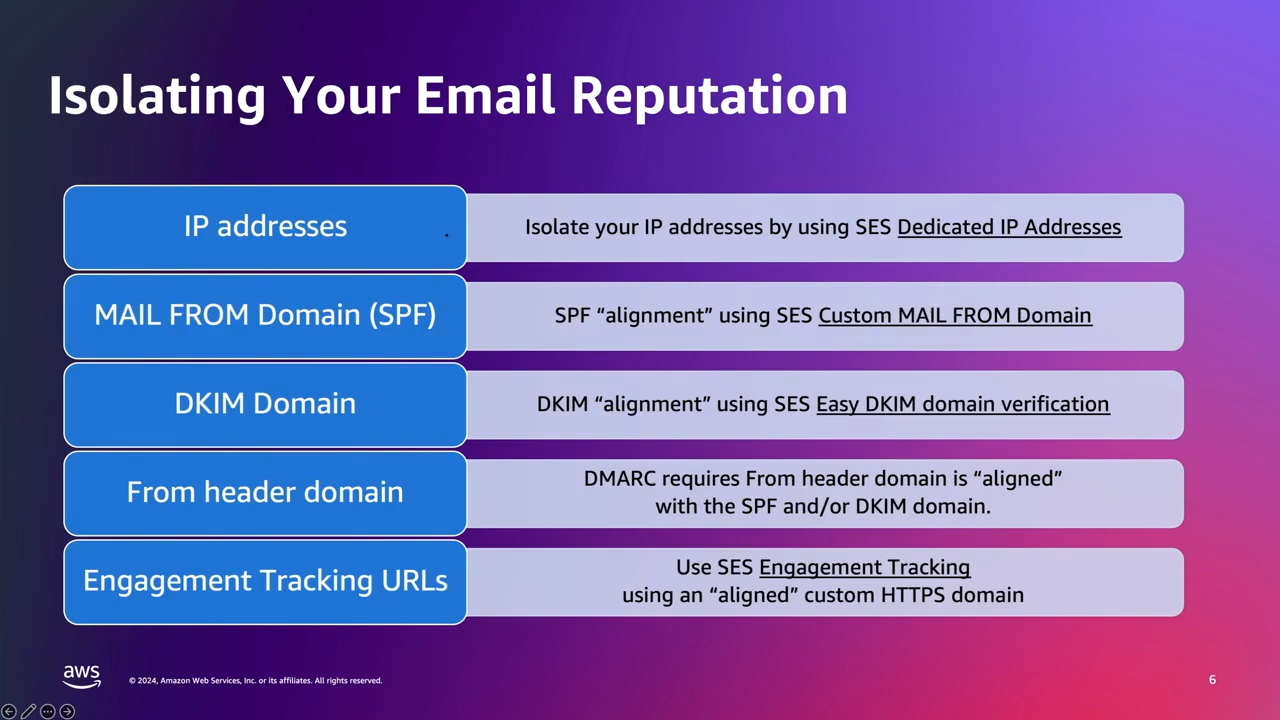 Isolating Your Email Reputation
IP addresses
Isolate your IP addresses by using SES Dedicated IP Addresses
MAIL FROM Domain (SPF)
SPF “alignment” using SES Custom MAIL FROM Domain
DKIM Domain
DKIM “alignment” using SES Easy DKIM domain verification
From header domain
DMARC requires From header domain is “aligned”
with the SPF and/or DKIM domain.
Engagement Tracking URLs
Use SES Engagement Tracking
using an “aligned” custom HTTPS domain
aws
© 2024, Amazon Web Services, Inc. or its affiliates. All rights reserved.
6